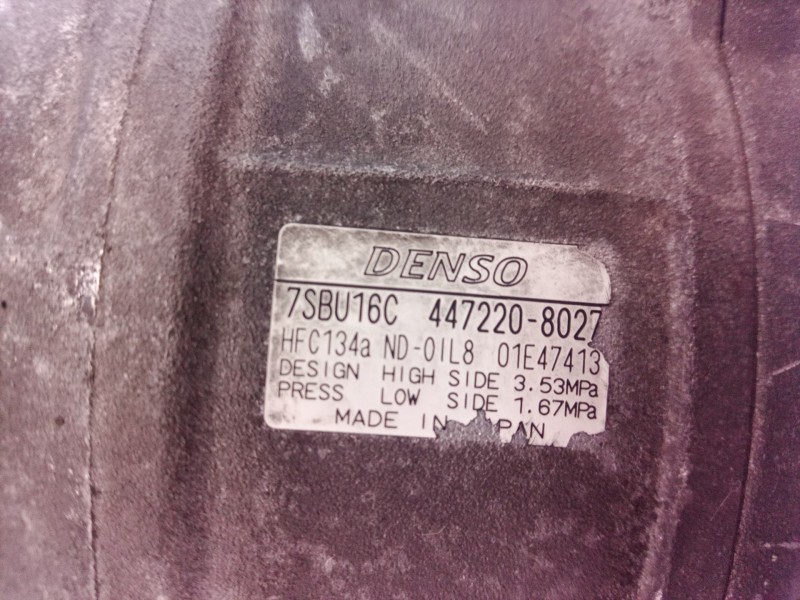 DENSO
7SBU16C 447220-8027
HFC134a ND-OIL8 01E47413
DESIGN HIGH SIDE 3.53MPa
PRESS LOW SIDE 1.67MPa
MADE IN PAN